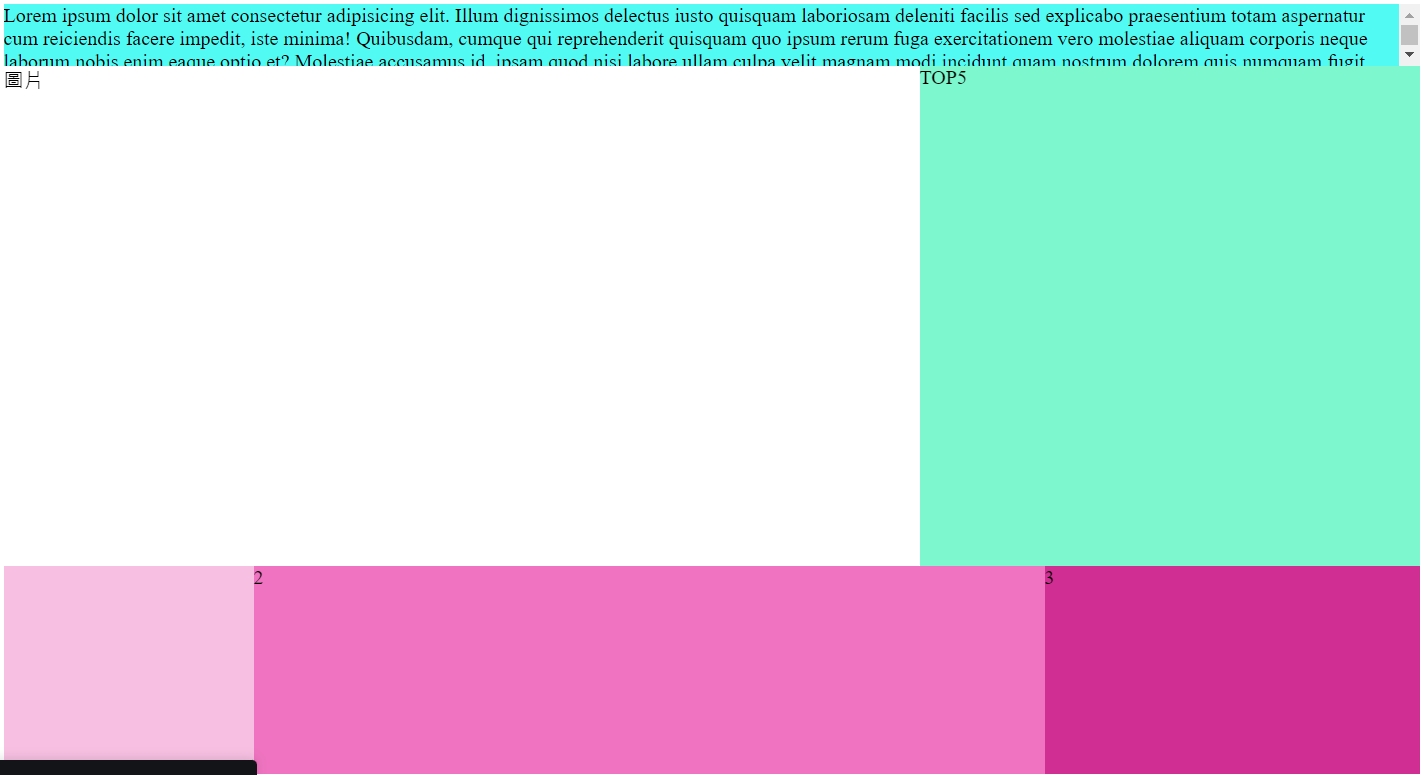 Lorem ipsum dolor sit amet consectetur adipisicing elit. Illum dignissimos delectus iusto quisquam laboriosam deleniti facilis sed explicabo praesentium totam aspernatur
cum reiciendis facere impedit, iste minima! Quibusdam, cumque qui reprehenderit quisquam quo ipsum rerum fuga exercitationem vero molestiae aliquam corporis neque
laborum nobis enim eaque optio et? Molestiae accusamus id, ipsam quod nisi labore ullam culpa velit magnam modi incidunt quam nostrum dolorem quis numquam fugit
圖片
TOP5
2
3